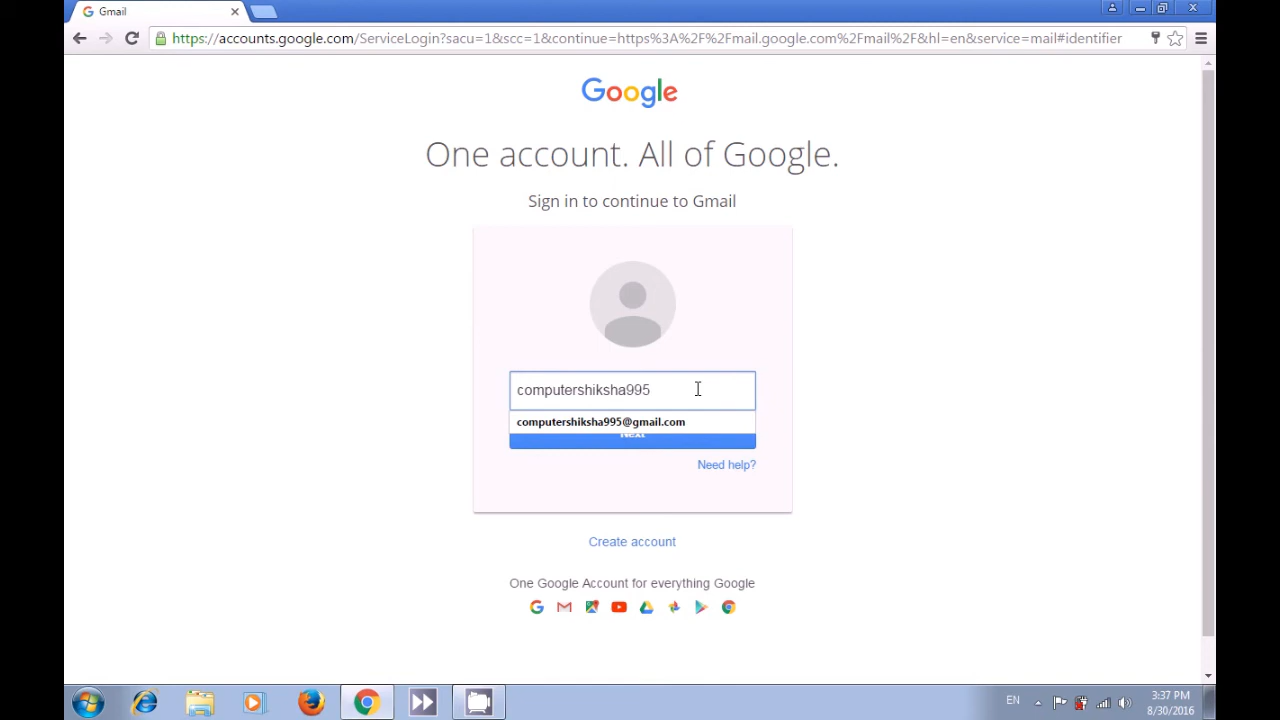 Gmail
https://accounts.google.com/ServiceLogin?sacu=1&scc=1&continue=https%3A%2F%2Fmail.google.com%2Fmail%2F&hl=en&service=mail#identifier
Google
One account. All of Google.
Sign in to continue to Gmail
computershiksha995
computershiksha995@gmail.com
Next
Need help?
Create account
One Google Account for everything Google
EN
3:37 PM
8/30/2016